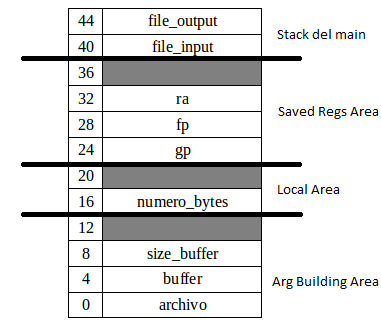 44 file_output
40 file_input
Stack del main
36
32 ra
28 fp
24 gp
Saved Regs Area
20
16 numero_bytes
Local Area
12
8 size_buffer
4 buffer
0 archivo
Arg Building Area